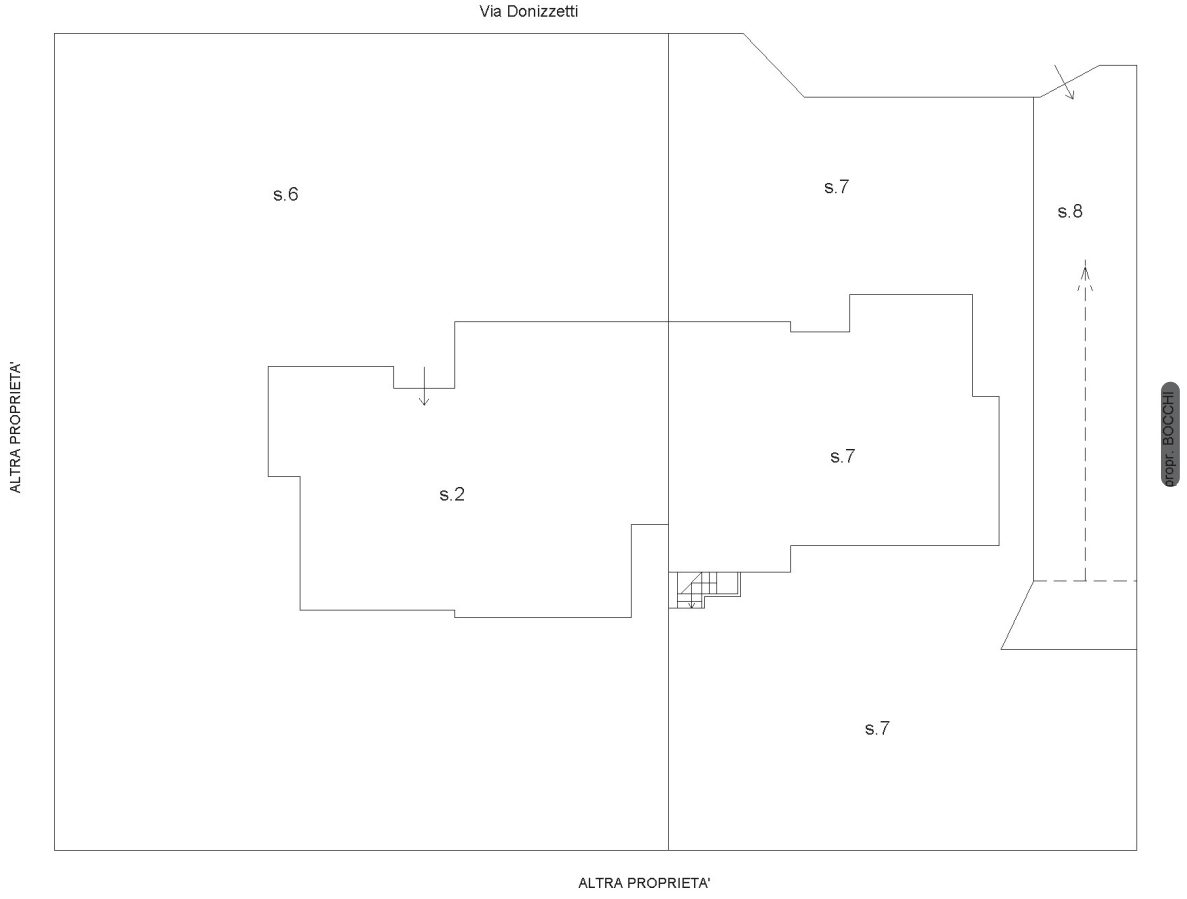 Via Donizzetti
s.6
s.7
s.8
ALTRA PROPRIETA'
propr. BOCCHI
s.7
s.2
s.7
ALTRA PROPRIETA'